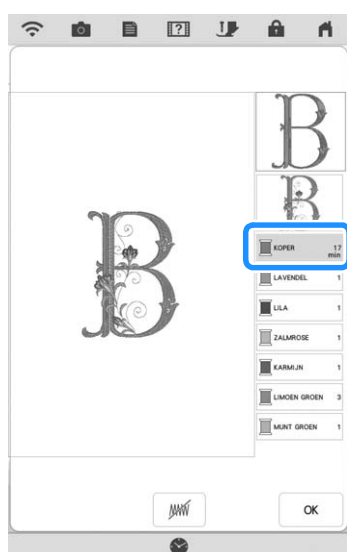 KOPER 17
min
LAVENDEL 1
LILA 1
ZALMROSE 1
KARMIJN 1
LIMOEN GROEN 3
MUNT GROEN 1
OK